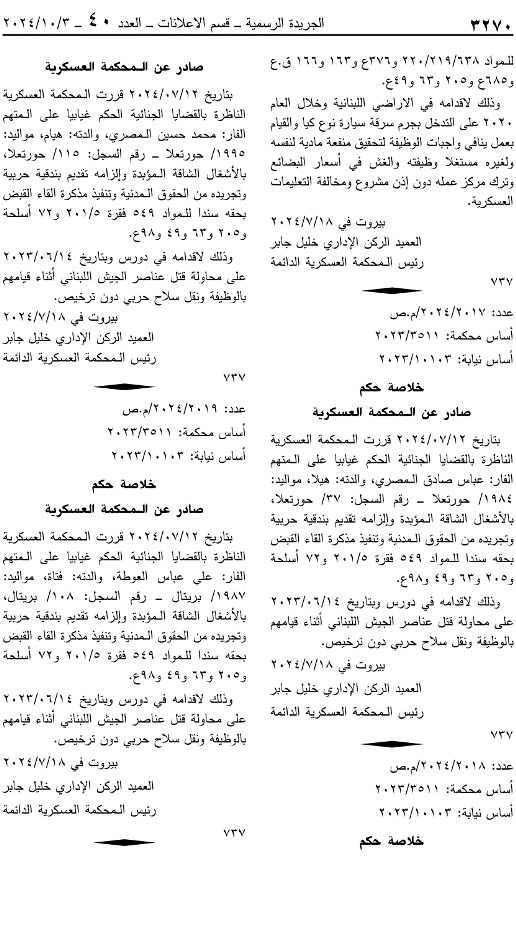 ٣٢٧٠
الجريدة الرسمية ــ قسم الاعلانات ــ العدد ٤٠ ــ ٢٠٢٤/١٠/٣
للمواد ٢٢٠/٢١٩/٦٣٨ و٣٧٦ع و١٦٣ و١٦٦ ق.ع
و٦٨٥ع و٢٠٥ و٦٣ و٤٩ع.
وذلك لاقدامه في الاراضي اللبنانية وخلال العام
٢٠٢٠ على التدخل بجرم سرقة سيارة نوع كيا والقيام
بعمل ينافي واجبات الوظيفة لتحقيق منفعة مادية لنفسه
ولغيره مستغلا وظيفته والغش في أسعار البضائع
وترك مركز عمله دون إذن مشروع ومخالفة التعليمات
العسكرية.
بيروت في ٢٠٢٤/٧/١٨
العميد الركن الإداري خليل جابر
رئيس المحكمة العسكرية الدائمة
٧٣٧
عدد: ٢٠٢٤/٢٠١٧/م.ص
أساس محكمة: ٢٠٢٣/٣٥١١
أساس نيابة: ٢٠٢٣/١٠١٠٣
خلاصة حكم
صادر عن المحكمة العسكرية
بتاريخ ٢٠٢٤/٠٧/١٢ قررت المحكمة العسكرية
الناظرة بالقضايا الجنائية الحكم غيابيا على المتهم
الفار: عباس صادق المصري، والدته: هيلا، مواليد:
١٩٨٤/ حورتعلا ــ رقم السجل: ٣٧/ حورتعلا،
بالأشغال الشاقة المؤبدة وإلزامه تقديم بندقية حربية
وتجريده من الحقوق المدنية وتنفيذ مذكرة القاء القبض
بحقه سندا للمواد ٥٤٩ فقرة ٢٠١/٥ و٧٢ أسلحة
و٢٠٥ و٦٣ و٤٩ و٩٨ع.
وذلك لاقدامه في دورس وبتاريخ ٢٠٢٣/٠٦/١٤
على محاولة قتل عناصر الجيش اللبناني أثناء قيامهم
بالوظيفة ونقل سلاح حربي دون ترخيص.
بيروت في ٢٠٢٤/٧/١٨
العميد الركن الإداري خليل جابر
رئيس المحكمة العسكرية الدائمة
٧٣٧
عدد: ٢٠٢٤/٢٠١٨/م.ص
أساس محكمة: ٢٠٢٣/٣٥١١
أساس نيابة: ٢٠٢٣/١٠١٠٣
خلاصة حكم
صادر عن المحكمة العسكرية
بتاريخ ٢٠٢٤/٠٧/١٢ قررت المحكمة العسكرية
الناظرة بالقضايا الجنائية الحكم غيابيا على المتهم
الفار: محمد حسين المصري، والدته: هيام، مواليد:
١٩٩٥/ حورتعلا ــ رقم السجل: ١١٥/ حورتعلا،
بالأشغال الشاقة المؤبدة وإلزامه تقديم بندقية حربية
وتجريده من الحقوق المدنية وتنفيذ مذكرة القاء القبض
بحقه سندا للمواد ٥٤٩ فقرة ٢٠١/٥ و٧٢ أسلحة
و٢٠٥ و٦٣ و٤٩ و٩٨ع.
وذلك لاقدامه في دورس وبتاريخ ٢٠٢٣/٠٦/١٤
على محاولة قتل عناصر الجيش اللبناني أثناء قيامهم
بالوظيفة ونقل سلاح حربي دون ترخيص.
بيروت في ٢٠٢٤/٧/١٨
العميد الركن الإداري خليل جابر
رئيس المحكمة العسكرية الدائمة
٧٣٧
عدد: ٢٠٢٤/٢٠١٩/م.ص
أساس محكمة: ٢٠٢٣/٣٥١١
أساس نيابة: ٢٠٢٣/١٠١٠٣
خلاصة حكم
صادر عن المحكمة العسكرية
بتاريخ ٢٠٢٤/٠٧/١٢ قررت المحكمة العسكرية
الناظرة بالقضايا الجنائية الحكم غيابيا على المتهم
الفار: علي عباس العوطة، والدته: فتاة، مواليد:
١٩٨٧/ بريتال ــ رقم السجل: ١٠٨/ بريتال،
بالأشغال الشاقة المؤبدة وإلزامه تقديم بندقية حربية
وتجريده من الحقوق المدنية وتنفيذ مذكرة القاء القبض
بحقه سندا للمواد ٥٤٩ فقرة ٢٠١/٥ و٧٢ أسلحة
و٢٠٥ و٦٣ و٤٩ و٩٨ع.
وذلك لاقدامه في دورس وبتاريخ ٢٠٢٣/٠٦/١٤
على محاولة قتل عناصر الجيش اللبناني أثناء قيامهم
بالوظيفة ونقل سلاح حربي دون ترخيص.
بيروت في ٢٠٢٤/٧/١٨
العميد الركن الإداري خليل جابر
رئيس المحكمة العسكرية الدائمة
٧٣٧